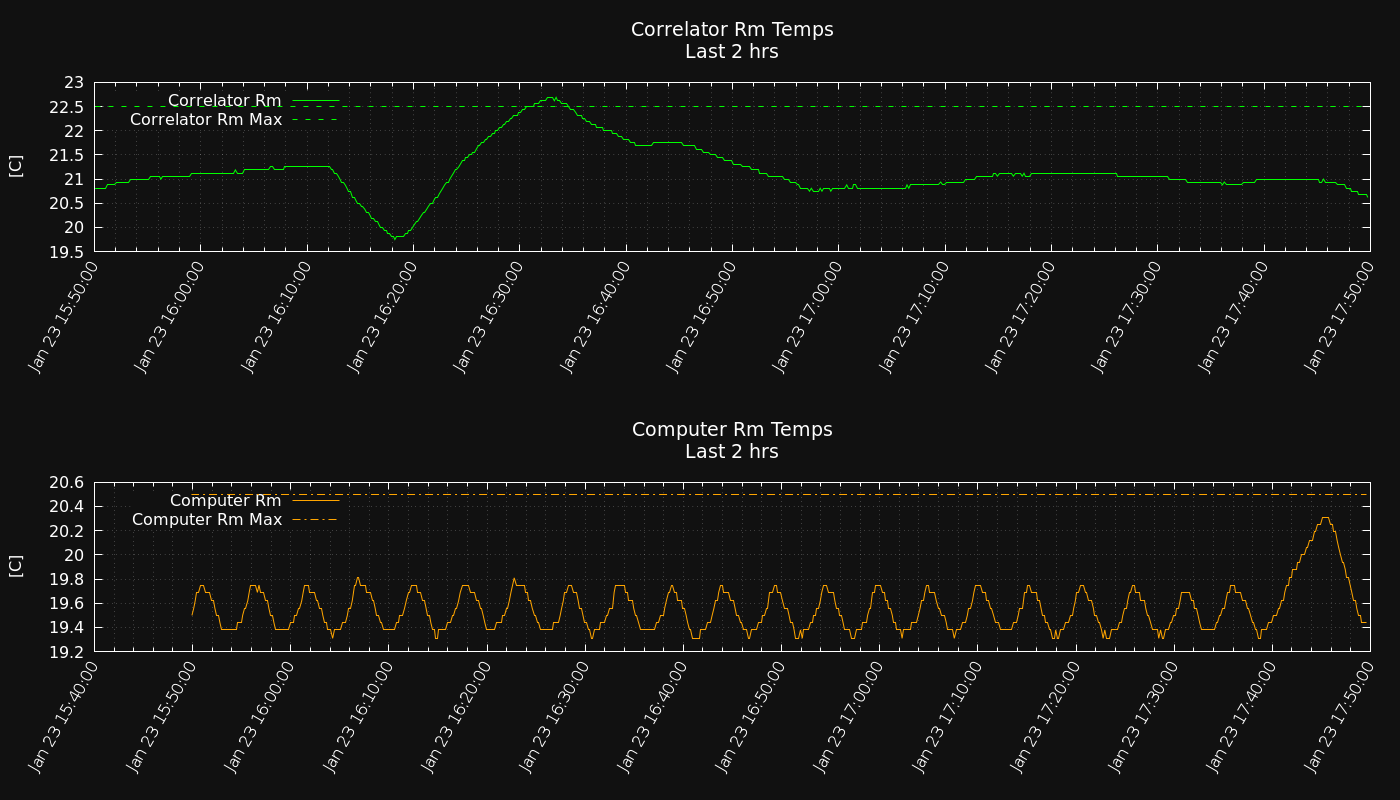 Correlator Rm Temps
Last 2 hrs
[C]
23
22.5
22
21.5
21
20.5
20
19.5
Correlator Rm
Correlator Rm Max
Jan 23 15:50:00
Jan 23 16:00:00
Jan 23 16:10:00
Jan 23 16:20:00
Jan 23 16:30:00
Jan 23 16:40:00
Jan 23 16:50:00
Jan 23 17:00:00
Jan 23 17:10:00
Jan 23 17:20:00
Jan 23 17:30:00
Jan 23 17:40:00
Jan 23 17:50:00
Computer Rm Temps
Last 2 hrs
[C]
20.6
20.4
20.2
20
19.8
19.6
19.4
19.2
Computer Rm
Computer Rm Max
Jan 23 15:40:00
Jan 23 15:50:00
Jan 23 16:00:00
Jan 23 16:10:00
Jan 23 16:20:00
Jan 23 16:30:00
Jan 23 16:40:00
Jan 23 16:50:00
Jan 23 17:00:00
Jan 23 17:10:00
Jan 23 17:20:00
Jan 23 17:30:00
Jan 23 17:40:00
Jan 23 17:50:00